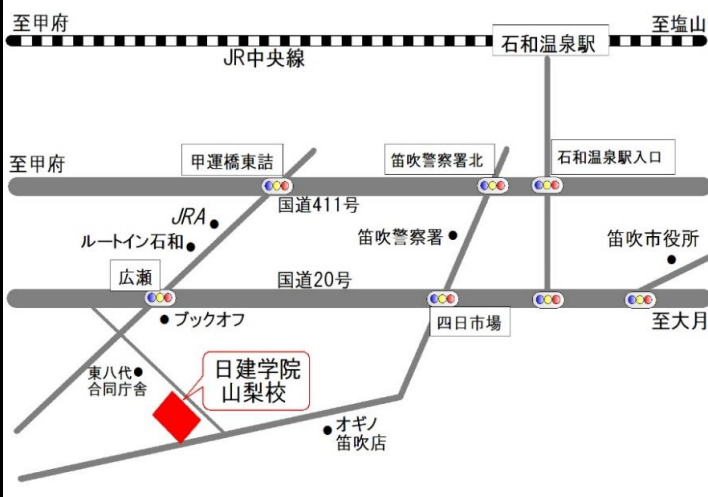 至甲府
石和温泉駅
至塩山
JR中央線
至甲府
甲運橋東詰
笛吹警察署北
石和温泉駅入口
国道411号
JRA
ルートイン石和
笛吹警察署
笛吹市役所
広瀬
国道20号
ブックオフ
四日市場
至大月
東八代
合同庁舎
日建学院
山梨校
オギノ
笛吹店